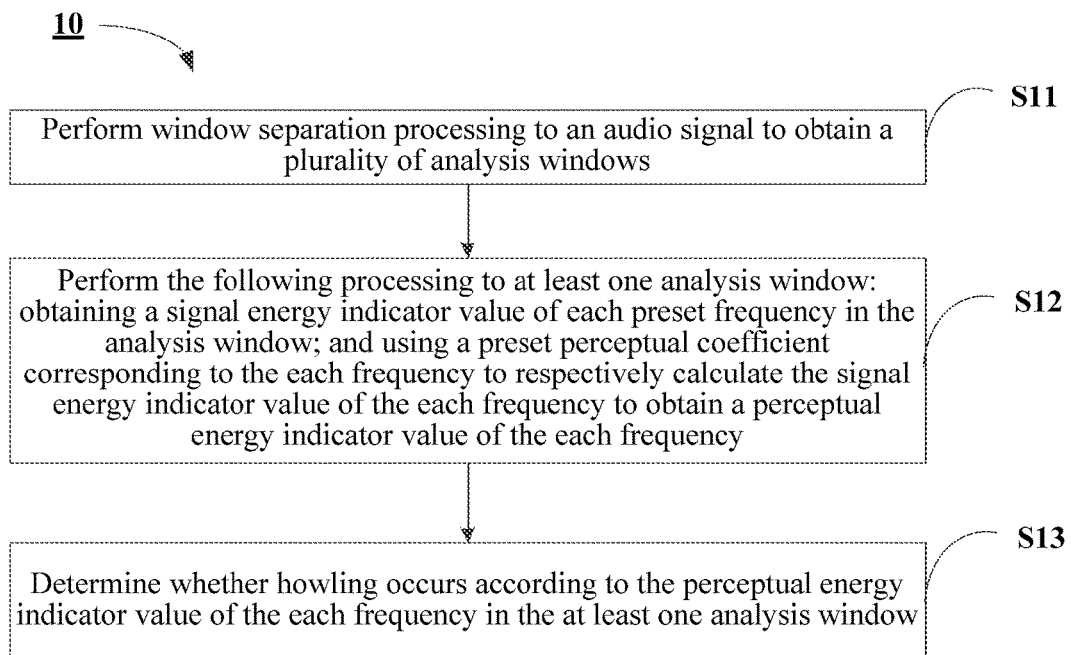 10
S11
Perform window separation processing to an audio signal to obtain a
plurality of analysis windows
S12
Perform the following processing to at least one analysis window:
obtaining a signal energy indicator value of each preset frequency in the
analysis window; and using a preset perceptual coefficient
corresponding to the each frequency to respectively calculate the signal
energy indicator value of the each frequency to obtain a perceptual
energy indicator value of the each frequency
S13
Determine whether howling occurs according to the perceptual energy
indicator value of the each frequency in the at least one analysis window